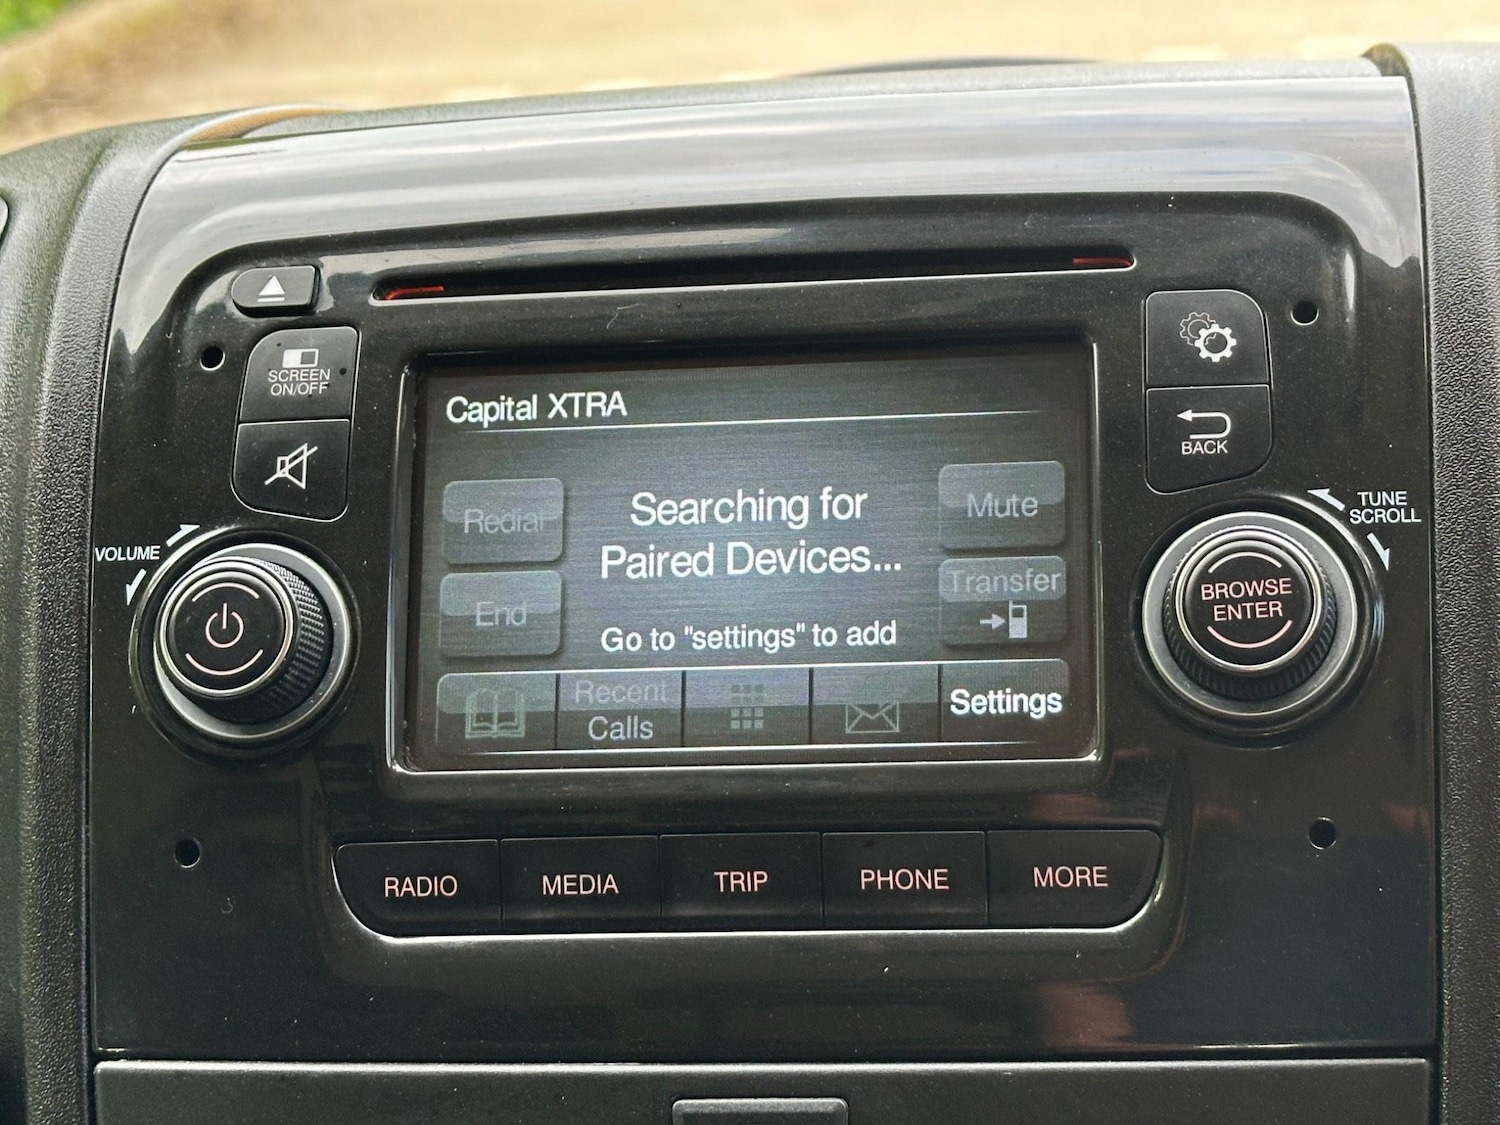 SCREEN
ON/OFF
VOLUME
Capital XTRA
Redial
Searching for
Paired Devices...
Mute
End
Transfer
Go to "settings" to add
Recent
Calls
Settings
BACK
TUNE
SCROLL
BROWSE
ENTER
RADIO
MEDIA
TRIP
PHONE
MORE